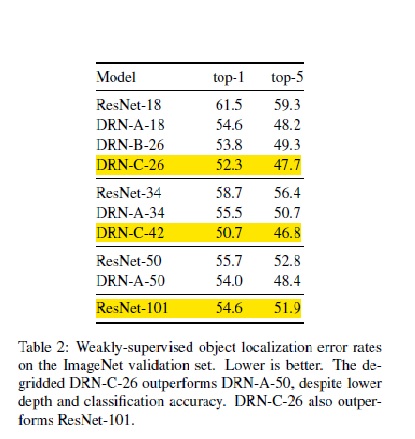 Model top-1 top-5
ResNet-18 61.5 59.3
DRN-A-18 54.6 48.2
DRN-B-26 53.8 49.3
DRN-C-26 52.3 47.7
ResNet-34 58.7 56.4
DRN-A-34 55.5 50.7
DRN-C-42 50.7 46.8
ResNet-50 55.7 52.8
DRN-A-50 54.0 48.4
ResNet-101 54.6 51.9
Table 2: Weakly-supervised object localization error rates
on the ImageNet validation set. Lower is better. The de-
gridded DRN-C-26 outperforms DRN-A-50, despite lower
depth and classification accuracy. DRN-C-26 also outper-
forms ResNet-101.